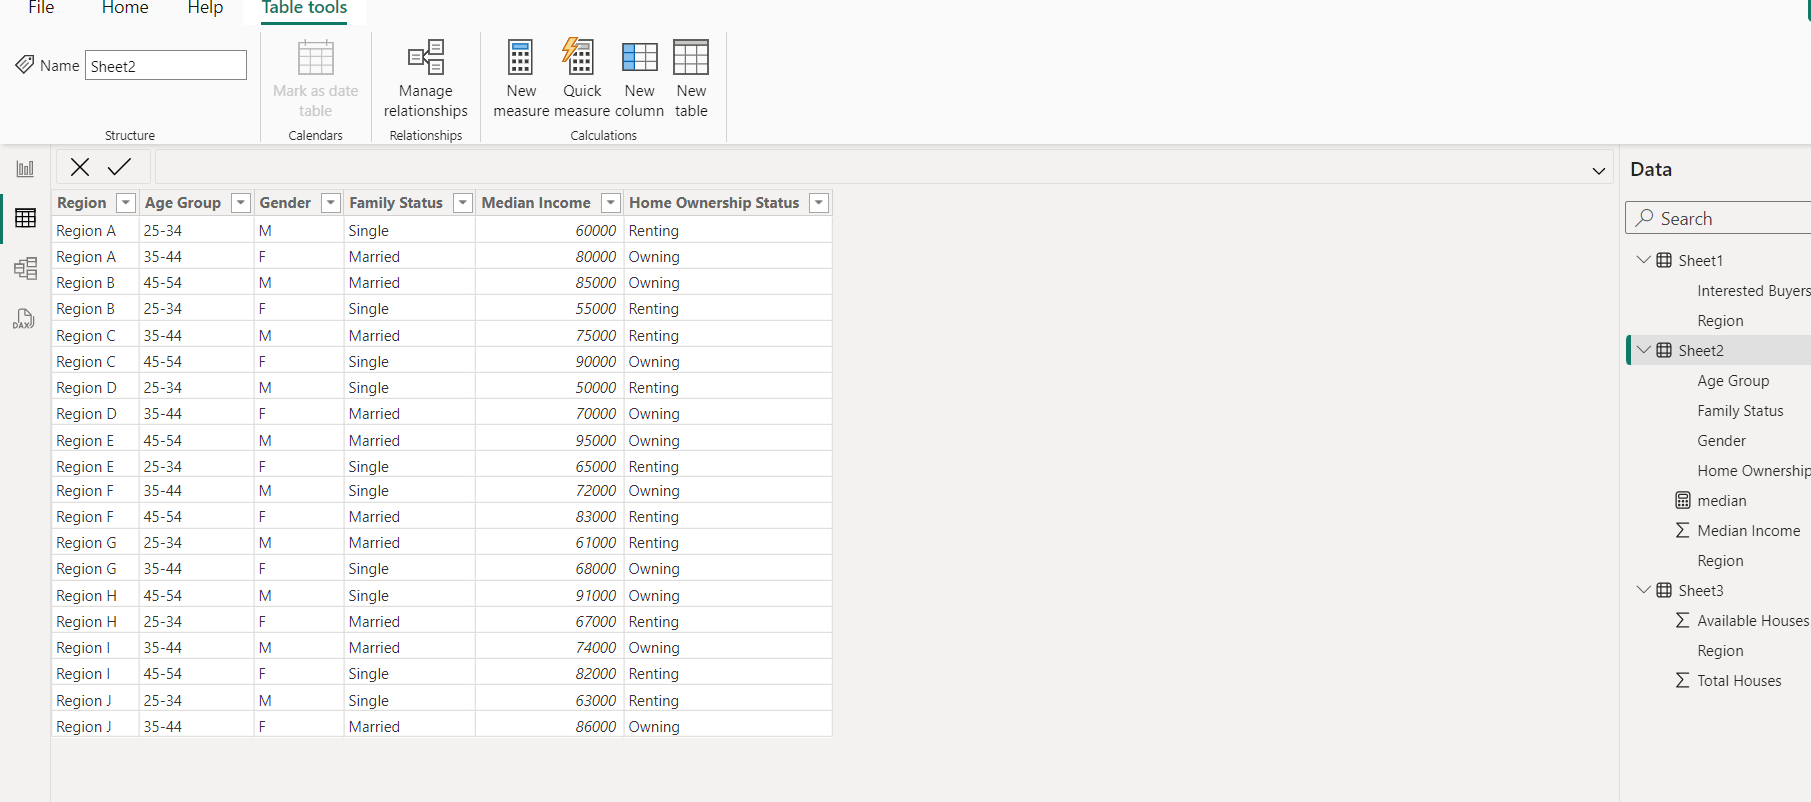 File Home Help Table tools
Name Sheet2
Mark as date table
Manage relationships
New measure
Quick measure
New column
New table
Structure Calendars Relationships Calculations
Region Age Group Gender Family Status Median Income Home Ownership Status
Region A 25-34 M Single 60000 Renting
Region A 35-44 F Married 80000 Owning
Region B 45-54 M Married 85000 Owning
Region B 25-34 F Single 55000 Renting
Region C 35-44 M Married 75000 Renting
Region C 45-54 F Single 90000 Owning
Region D 25-34 M Single 50000 Renting
Region D 35-44 F Married 70000 Owning
Region E 45-54 M Married 95000 Owning
Region E 25-34 F Single 65000 Renting
Region F 35-44 M Single 72000 Owning
Region F 45-54 F Married 83000 Renting
Region G 25-34 M Married 61000 Renting
Region G 35-44 F Single 68000 Owning
Region H 45-54 M Single 91000 Owning
Region H 25-34 F Married 67000 Renting
Region I 35-44 M Married 74000 Owning
Region I 45-54 F Single 82000 Renting
Region J 25-34 M Single 63000 Renting
Region J 35-44 F Married 86000 Owning
DAX
Data
Search
Sheet1
Interested Buyers
Region
Sheet2
Age Group
Family Status
Gender
Home Ownership
median
Median Income
Region
Sheet3
Available Houses
Region
Total Houses